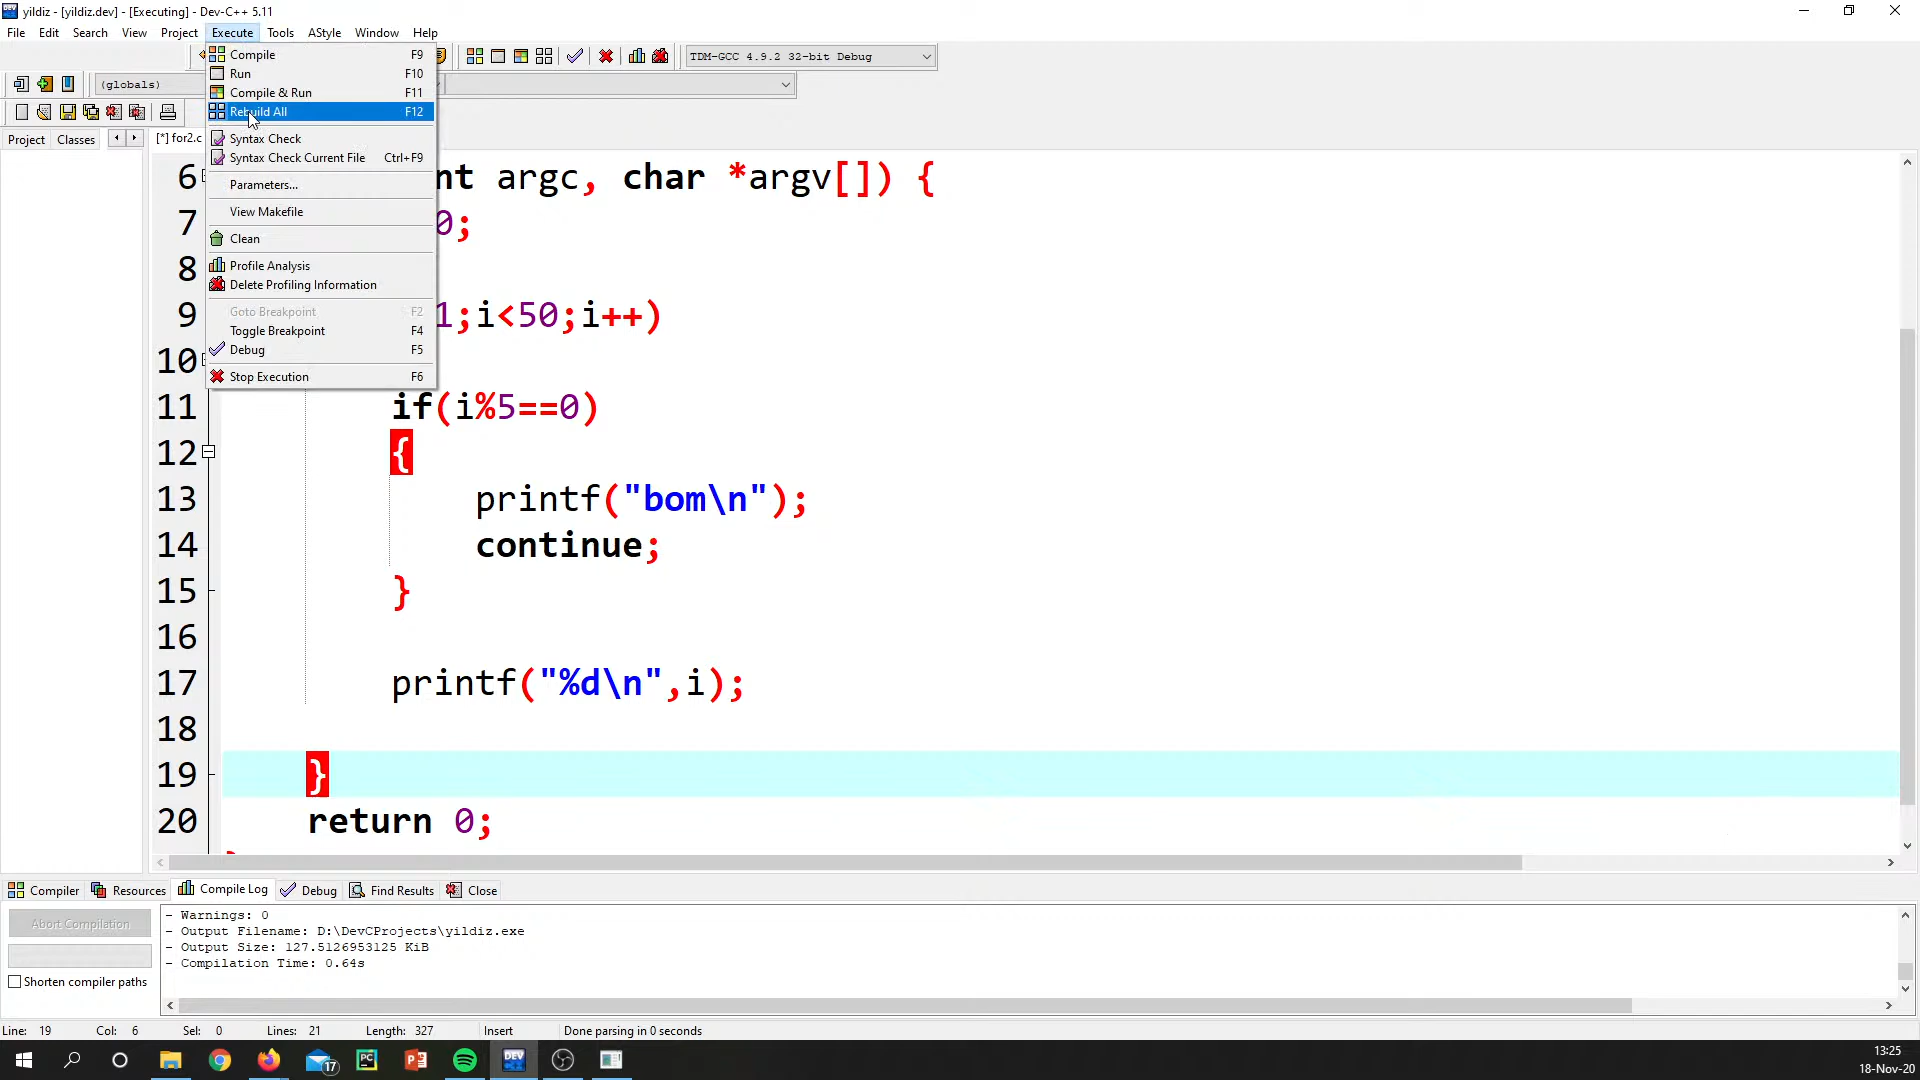 yildiz - [yildiz.dev] - [Executing] - Dev-C++ 5.11
File Edit Search View Project Execute Tools AStyle Window Help
Compile F9
Run F10
Compile & Run F11
Rebuild All F12
Syntax Check
Syntax Check Current File Ctrl+F9
Parameters...
View Makefile
Clean
Profile Analysis
Delete Profiling Information
Goto Breakpoint F2
Toggle Breakpoint F4
Debug F5
Stop Execution F6
TDM-GCC 4.9.2 32-bit Debug
(globals)
Project Classes [*] for2.c
6 nt argc, char *argv[]) {
7 0;
8
9 1;i<50;i++)
10
11 if(i%5==0)
12 {
13 printf("bom\n");
14 continue;
15 }
16
17 printf("%d\n",i);
18
19 }
20 return 0;
Compiler Resources Compile Log Debug Find Results Close
Abort Compilation
Shorten compiler paths
- Warnings: 0
- Output Filename: D:\DevCProjects\yildiz.exe
- Output Size: 127.5126953125 KiB
- Compilation Time: 0.64s
Line: 19 Col: 6 Sel: 0 Lines: 21 Length: 327 Insert Done parsing in 0 seconds
17
PC
DEV
13:25
18-Nov-20